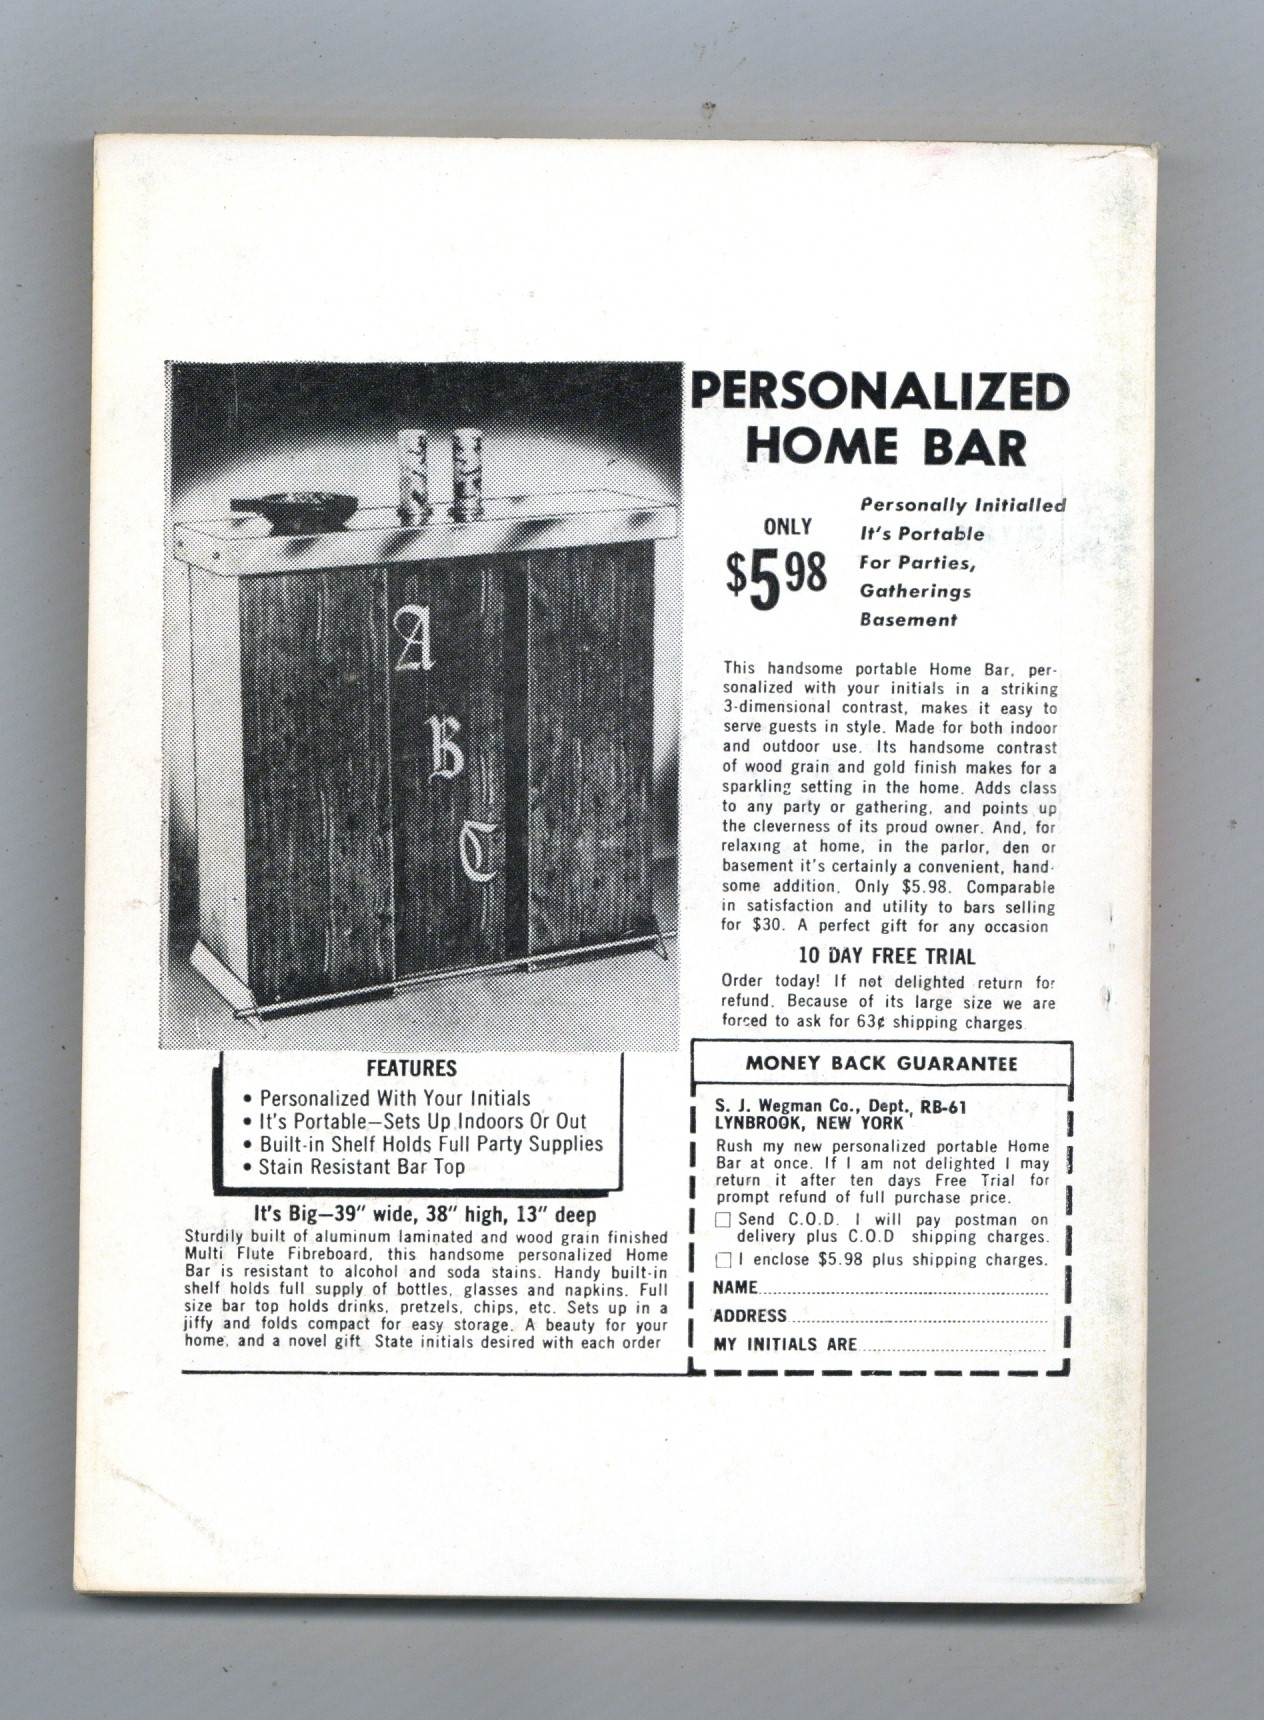 PERSONALIZED
HOME BAR
ONLY
$5.98
Personally Initialled
It's Portable
For Parties,
Gatherings
Basement
A
B
C
This handsome portable Home Bar, per-
sonalized with your initials in a striking
3-dimensional contrast, makes it easy to
serve guests in style. Made for both indoor
and outdoor use. Its handsome contrast
of wood grain and gold finish makes for a
sparkling setting in the home. Adds class
to any party or gathering, and points up
the cleverness of its proud owner. And, for
relaxing at home, in the parlor, den or
basement it's certainly a convenient, hand-
some addition. Only $5.98. Comparable
in satisfaction and utility to bars selling
for $30. A perfect gift for any occasion
10 DAY FREE TRIAL
Order today! If not delighted return for
refund. Because of its large size we are
forced to ask for 63¢ shipping charges
FEATURES
• Personalized With Your Initials
• It's Portable—Sets Up Indoors Or Out
• Built-in Shelf Holds Full Party Supplies
• Stain Resistant Bar Top
It's Big—39" wide, 38" high, 13" deep
Sturdily built of aluminum laminated and wood grain finished
Multi Flute Fibreboard, this handsome personalized Home
Bar is resistant to alcohol and soda stains. Handy built-in
shelf holds full supply of bottles, glasses and napkins. Full
size bar top holds drinks, pretzels, chips, etc. Sets up in a
jiffy and folds compact for easy storage. A beauty for your
home, and a novel gift State initials desired with each order
MONEY BACK GUARANTEE
S. J. Wegman Co., Dept., RB-61
LYNBROOK, NEW YORK
Rush my new personalized portable Home
Bar at once. If I am not delighted I may
return it after ten days Free Trial for
prompt refund of full purchase price.
Send C.O.D. I will pay postman on
delivery plus C.O.D shipping charges.
I enclose $5.98 plus shipping charges.
NAME
ADDRESS
MY INITIALS ARE